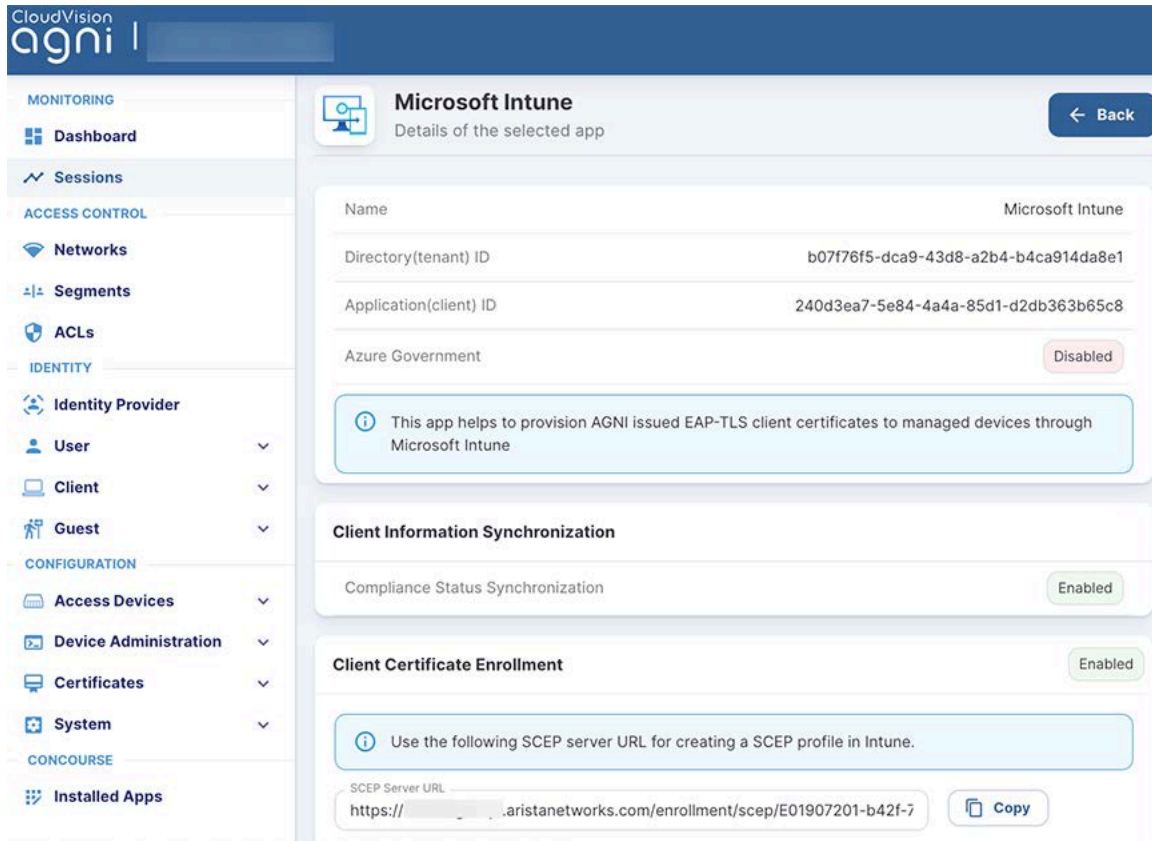 CloudVision
agni
MONITORING
Dashboard
Sessions
ACCESS CONTROL
Networks
Segments
ACLs
IDENTITY
Identity Provider
User
Client
Guest
CONFIGURATION
Access Devices
Device Administration
Certificates
System
CONCOURSE
Installed Apps
Microsoft Intune
Details of the selected app
Back
Name Microsoft Intune
Directory(tenant) ID b07f76f5-dca9-43d8-a2b4-b4ca914da8e1
Application(client) ID 240d3ea7-5e84-4a4a-85d1-d2db363b65c8
Azure Government Disabled
This app helps to provision AGNI issued EAP-TLS client certificates to managed devices through
Microsoft Intune
Client Information Synchronization
Compliance Status Synchronization Enabled
Client Certificate Enrollment Enabled
Use the following SCEP server URL for creating a SCEP profile in Intune.
SCEP Server URL
https:// .aristanetworks.com/enrollment/scep/E01907201-b42f-7
Copy